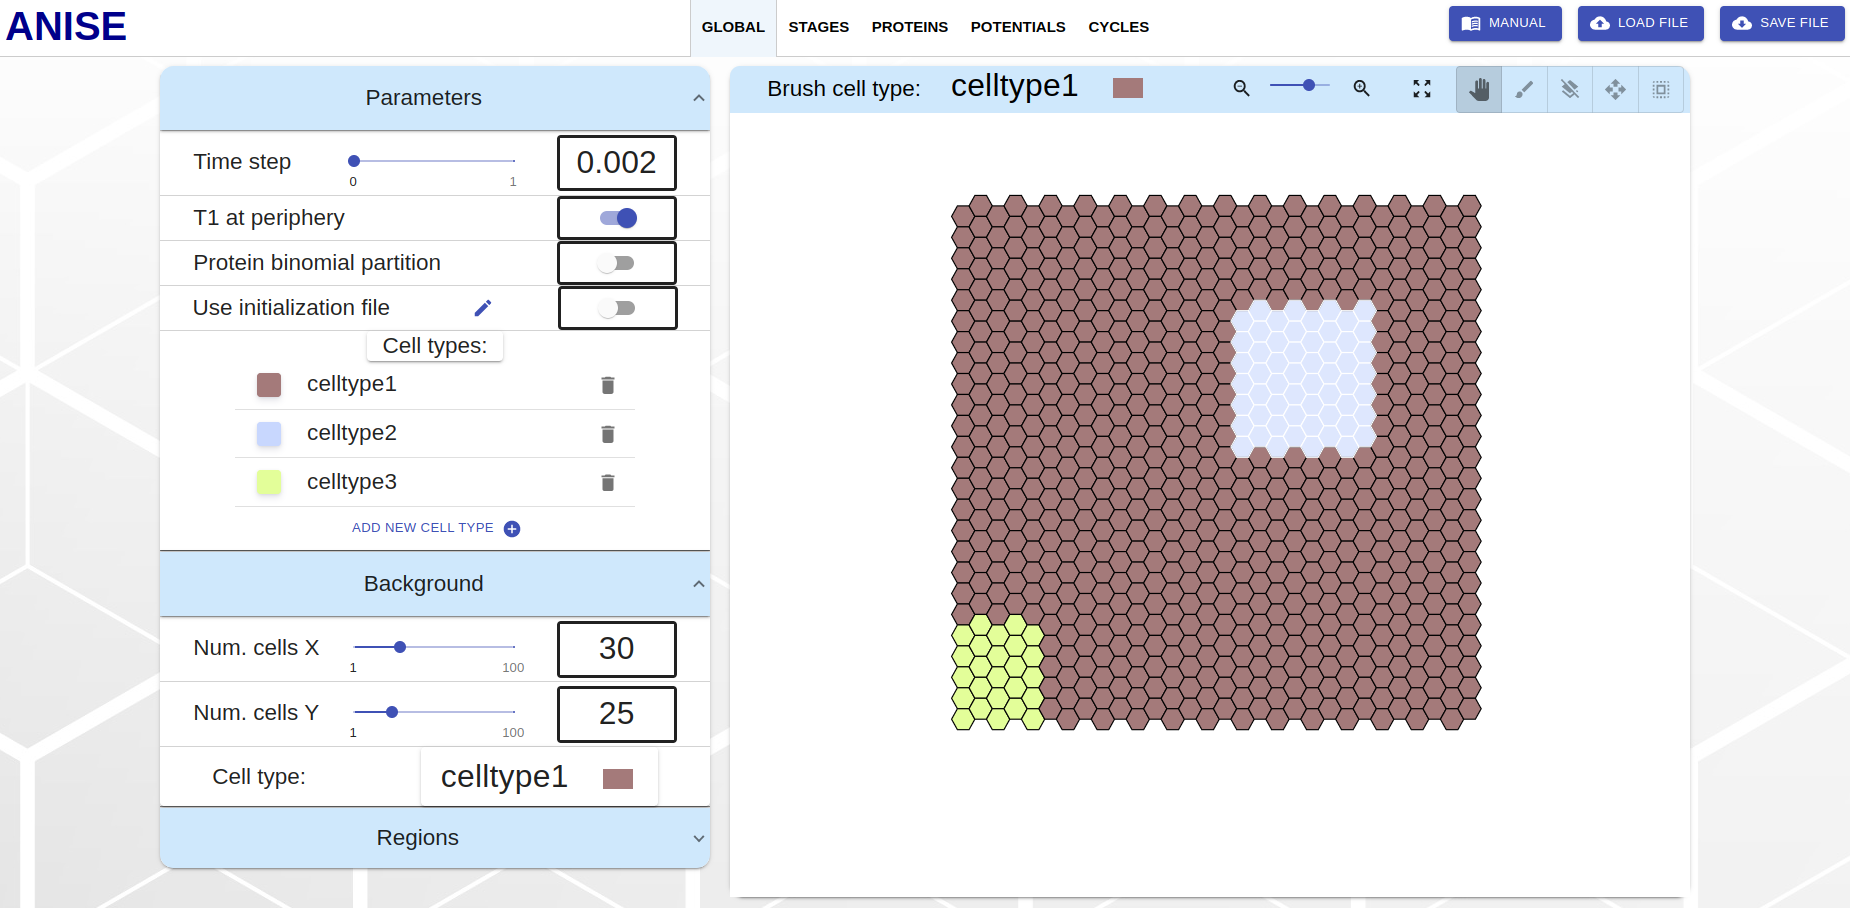 ANISE
GLOBAL STAGES PROTEINS POTENTIALS CYCLES
MANUAL LOAD FILE SAVE FILE
Parameters
Time step 0.002
0 1
T1 at periphery
Protein binomial partition
Use initialization file
Cell types:
celltype1
celltype2
celltype3
ADD NEW CELL TYPE
Background
Num. cells X 30
1 100
Num. cells Y 25
1 100
Cell type: celltype1
Regions
Brush cell type: celltype1